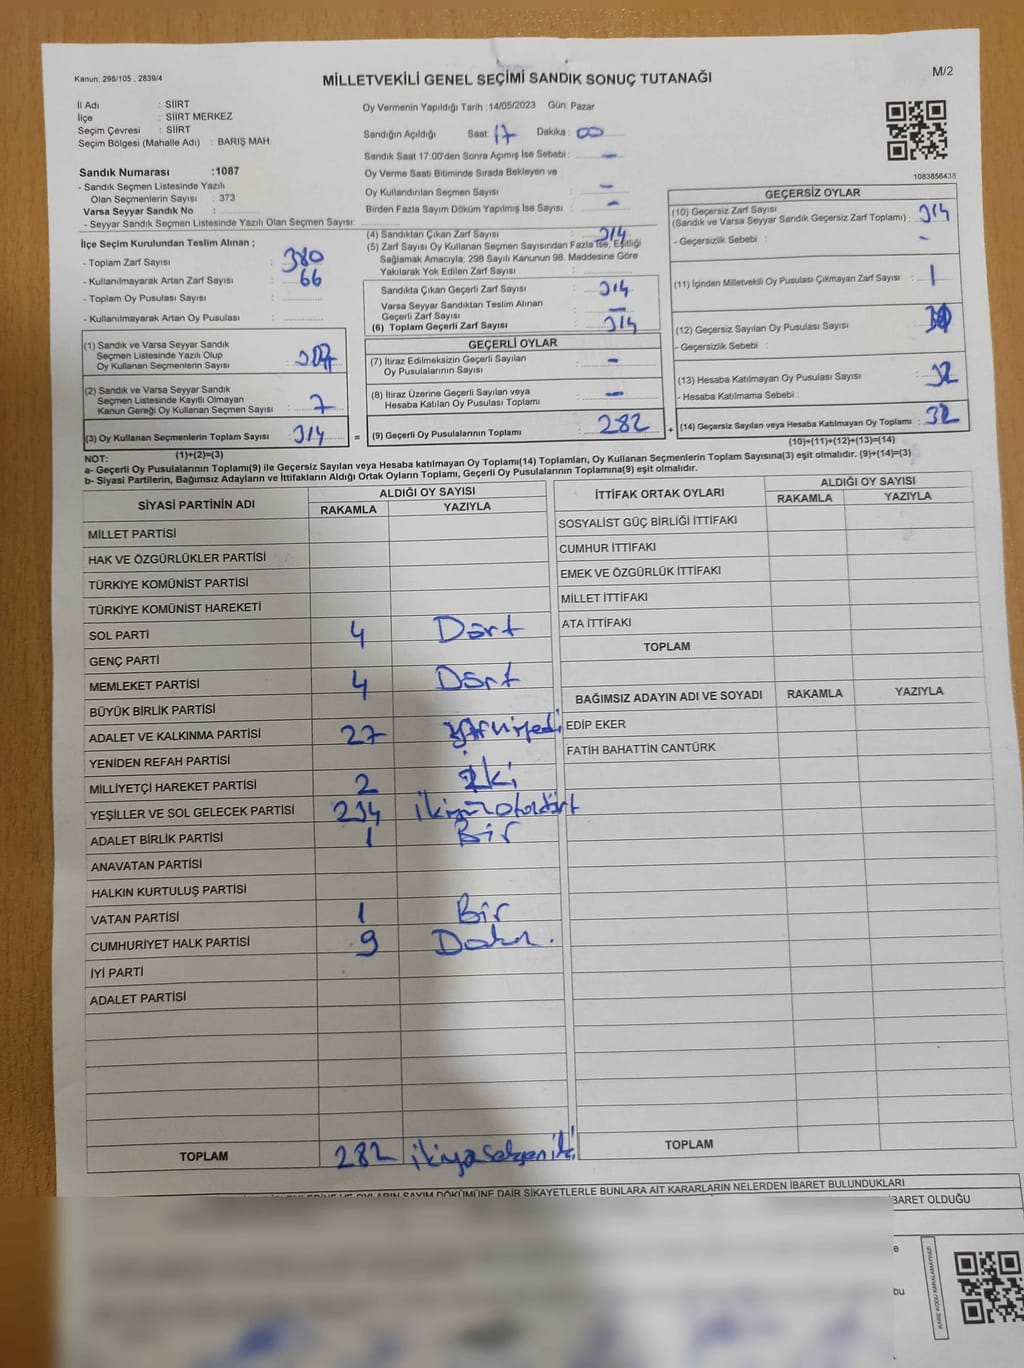 Kanun: 298/105 , 2839/4
MİLLETVEKİLİ GENEL SEÇİMİ SANDIK SONUÇ TUTANAĞI
M/2
İl Adı : SİİRT
İlçe : SİİRT MERKEZ
Seçim Çevresi : SİİRT
Seçim Bölgesi (Mahalle Adı) : BARIŞ MAH.
Sandık Numarası :1087
- Sandık Seçmen Listesinde Yazılı
Olan Seçmenlerin Sayısı : 373
Varsa Seyyar Sandık No :
- Seyyar Sandık Seçmen Listesinde Yazılı Olan Seçmen Sayısı:
Oy Vermenin Yapıldığı Tarih :14/05/2023 Gün: Pazar
Sandığın Açıldığı Saat: 17 Dakika : 00
Sandık Saat 17:00'den Sonra Açımış İse Sebebi : -
Oy Verme Saati Bitiminde Sırada Bekleyen ve
Oy Kullandırılan Seçmen Sayısı : -
Birden Fazla Sayım Döküm Yapılmış İse Sayısı : -
1083856438
İlçe Seçim Kurulundan Teslim Alınan ;
- Toplam Zarf Sayısı : 380
- Kullanılmayarak Artan Zarf Sayısı : 66
- Toplam Oy Pusulası Sayısı :
- Kullanılmayarak Artan Oy Pusulası :
(4) Sandıktan Çıkan Zarf Sayısı : 314
(5) Zarf Sayısı Oy Kullanan Seçmen Sayısından Fazla İse, Eşitliği
Sağlamak Amacıyla, 298 Sayılı Kanunun 98. Maddesine Göre
Yakılarak Yok Edilen Zarf Sayısı :
Sandıkta Çıkan Geçerli Zarf Sayısı : 314
Varsa Seyyar Sandıktan Teslim Alınan
Geçerli Zarf Sayısı : -
(6) Toplam Geçerli Zarf Sayısı : 314
GEÇERSİZ OYLAR
(10) Geçersiz Zarf Sayısı
(Sandık ve Varsa Seyyar Sandık Geçersiz Zarf Toplamı) : 314
- Geçersizlik Sebebi : -
(11) İçinden Milletvekili Oy Pusulası Çıkmayan Zarf Sayısı : 1
(12) Geçersiz Sayılan Oy Pusulası Sayısı :
- Geçersizlik Sebebi :
(13) Hesaba Katılmayan Oy Pusulası Sayısı : 32
- Hesaba Katılmama Sebebi :
(14) Geçersiz Sayılan veya Hesaba Katılmayan Oy Toplamı : 32
(10)+(11)+(12)+(13)=(14)
(1) Sandık ve Varsa Seyyar Sandık
Seçmen Listesinde Yazılı Olup
Oy Kullanan Seçmenlerin Sayısı :
(2) Sandık ve Varsa Seyyar Sandık
Seçmen Listesinde Kayıtlı Olmayan
Kanun Gereği Oy Kullanan Seçmen Sayısı : 7
(3) Oy Kullanan Seçmenlerin Toplam Sayısı : 314
(1)+(2)=(3)
GEÇERLİ OYLAR
(7) İtiraz Edilmeksizin Geçerli Sayılan
Oy Pusulalarının Sayısı : -
(8) İtiraz Üzerine Geçerli Sayılan veya
Hesaba Katılan Oy Pusulası Toplamı : -
= (9) Geçerli Oy Pusulalarının Toplamı : 282 +
NOT:
a- Geçerli Oy Pusulalarının Toplamı(9) ile Geçersiz Sayılan veya Hesaba katılmayan Oy Toplamı(14) Toplamları, Oy Kullanan Seçmenlerin Toplam Sayısına(3) eşit olmalıdır. (9)+(14)=(3)
b- Siyasi Partilerin, Bağımsız Adayların ve İttifakların Aldığı Ortak Oyların Toplamı, Geçerli Oy Pusulalarının Toplamına(9) eşit olmalıdır.
SİYASİ PARTİNİN ADI ALDIĞI OY SAYISI
RAKAMLA YAZIYLA
MİLLET PARTİSİ
HAK VE ÖZGÜRLÜKLER PARTİSİ
TÜRKİYE KOMÜNİST PARTİSİ
TÜRKİYE KOMÜNİST HAREKETİ
SOL PARTİ 4 Dört
GENÇ PARTİ
MEMLEKET PARTİSİ 4 Dört
BÜYÜK BİRLİK PARTİSİ
ADALET VE KALKINMA PARTİSİ 27
YENİDEN REFAH PARTİSİ
MİLLİYETÇİ HAREKET PARTİSİ 2 İki
YEŞİLLER VE SOL GELECEK PARTİSİ 234 ikiyüzotozdört
ADALET BİRLİK PARTİSİ 1 Bir
ANAVATAN PARTİSİ
HALKIN KURTULUŞ PARTİSİ
VATAN PARTİSİ 1 Bir
CUMHURİYET HALK PARTİSİ 9 Dokuz.
İYİ PARTİ
ADALET PARTİSİ
TOPLAM 282 ikiyüzseksen iki
İTTİFAK ORTAK OYLARI ALDIĞI OY SAYISI
RAKAMLA YAZIYLA
SOSYALİST GÜÇ BİRLİĞİ İTTİFAKI
CUMHUR İTTİFAKI
EMEK VE ÖZGÜRLÜK İTTİFAKI
MİLLET İTTİFAKI
ATA İTTİFAKI
TOPLAM
BAĞIMSIZ ADAYIN ADI VE SOYADI RAKAMLA YAZIYLA
EDİP EKER
FATİH BAHATTİN CANTÜRK
TOPLAM
OYLARIN SAYIM DÖKÜMÜNE DAİR ŞİKAYETLERLE BUNLARA AİT KARARLARIN NELERDEN İBARET BULUNDUKLARI
İBARET OLDUĞU
bu
KARE KODU KARALAMAYINIZ!